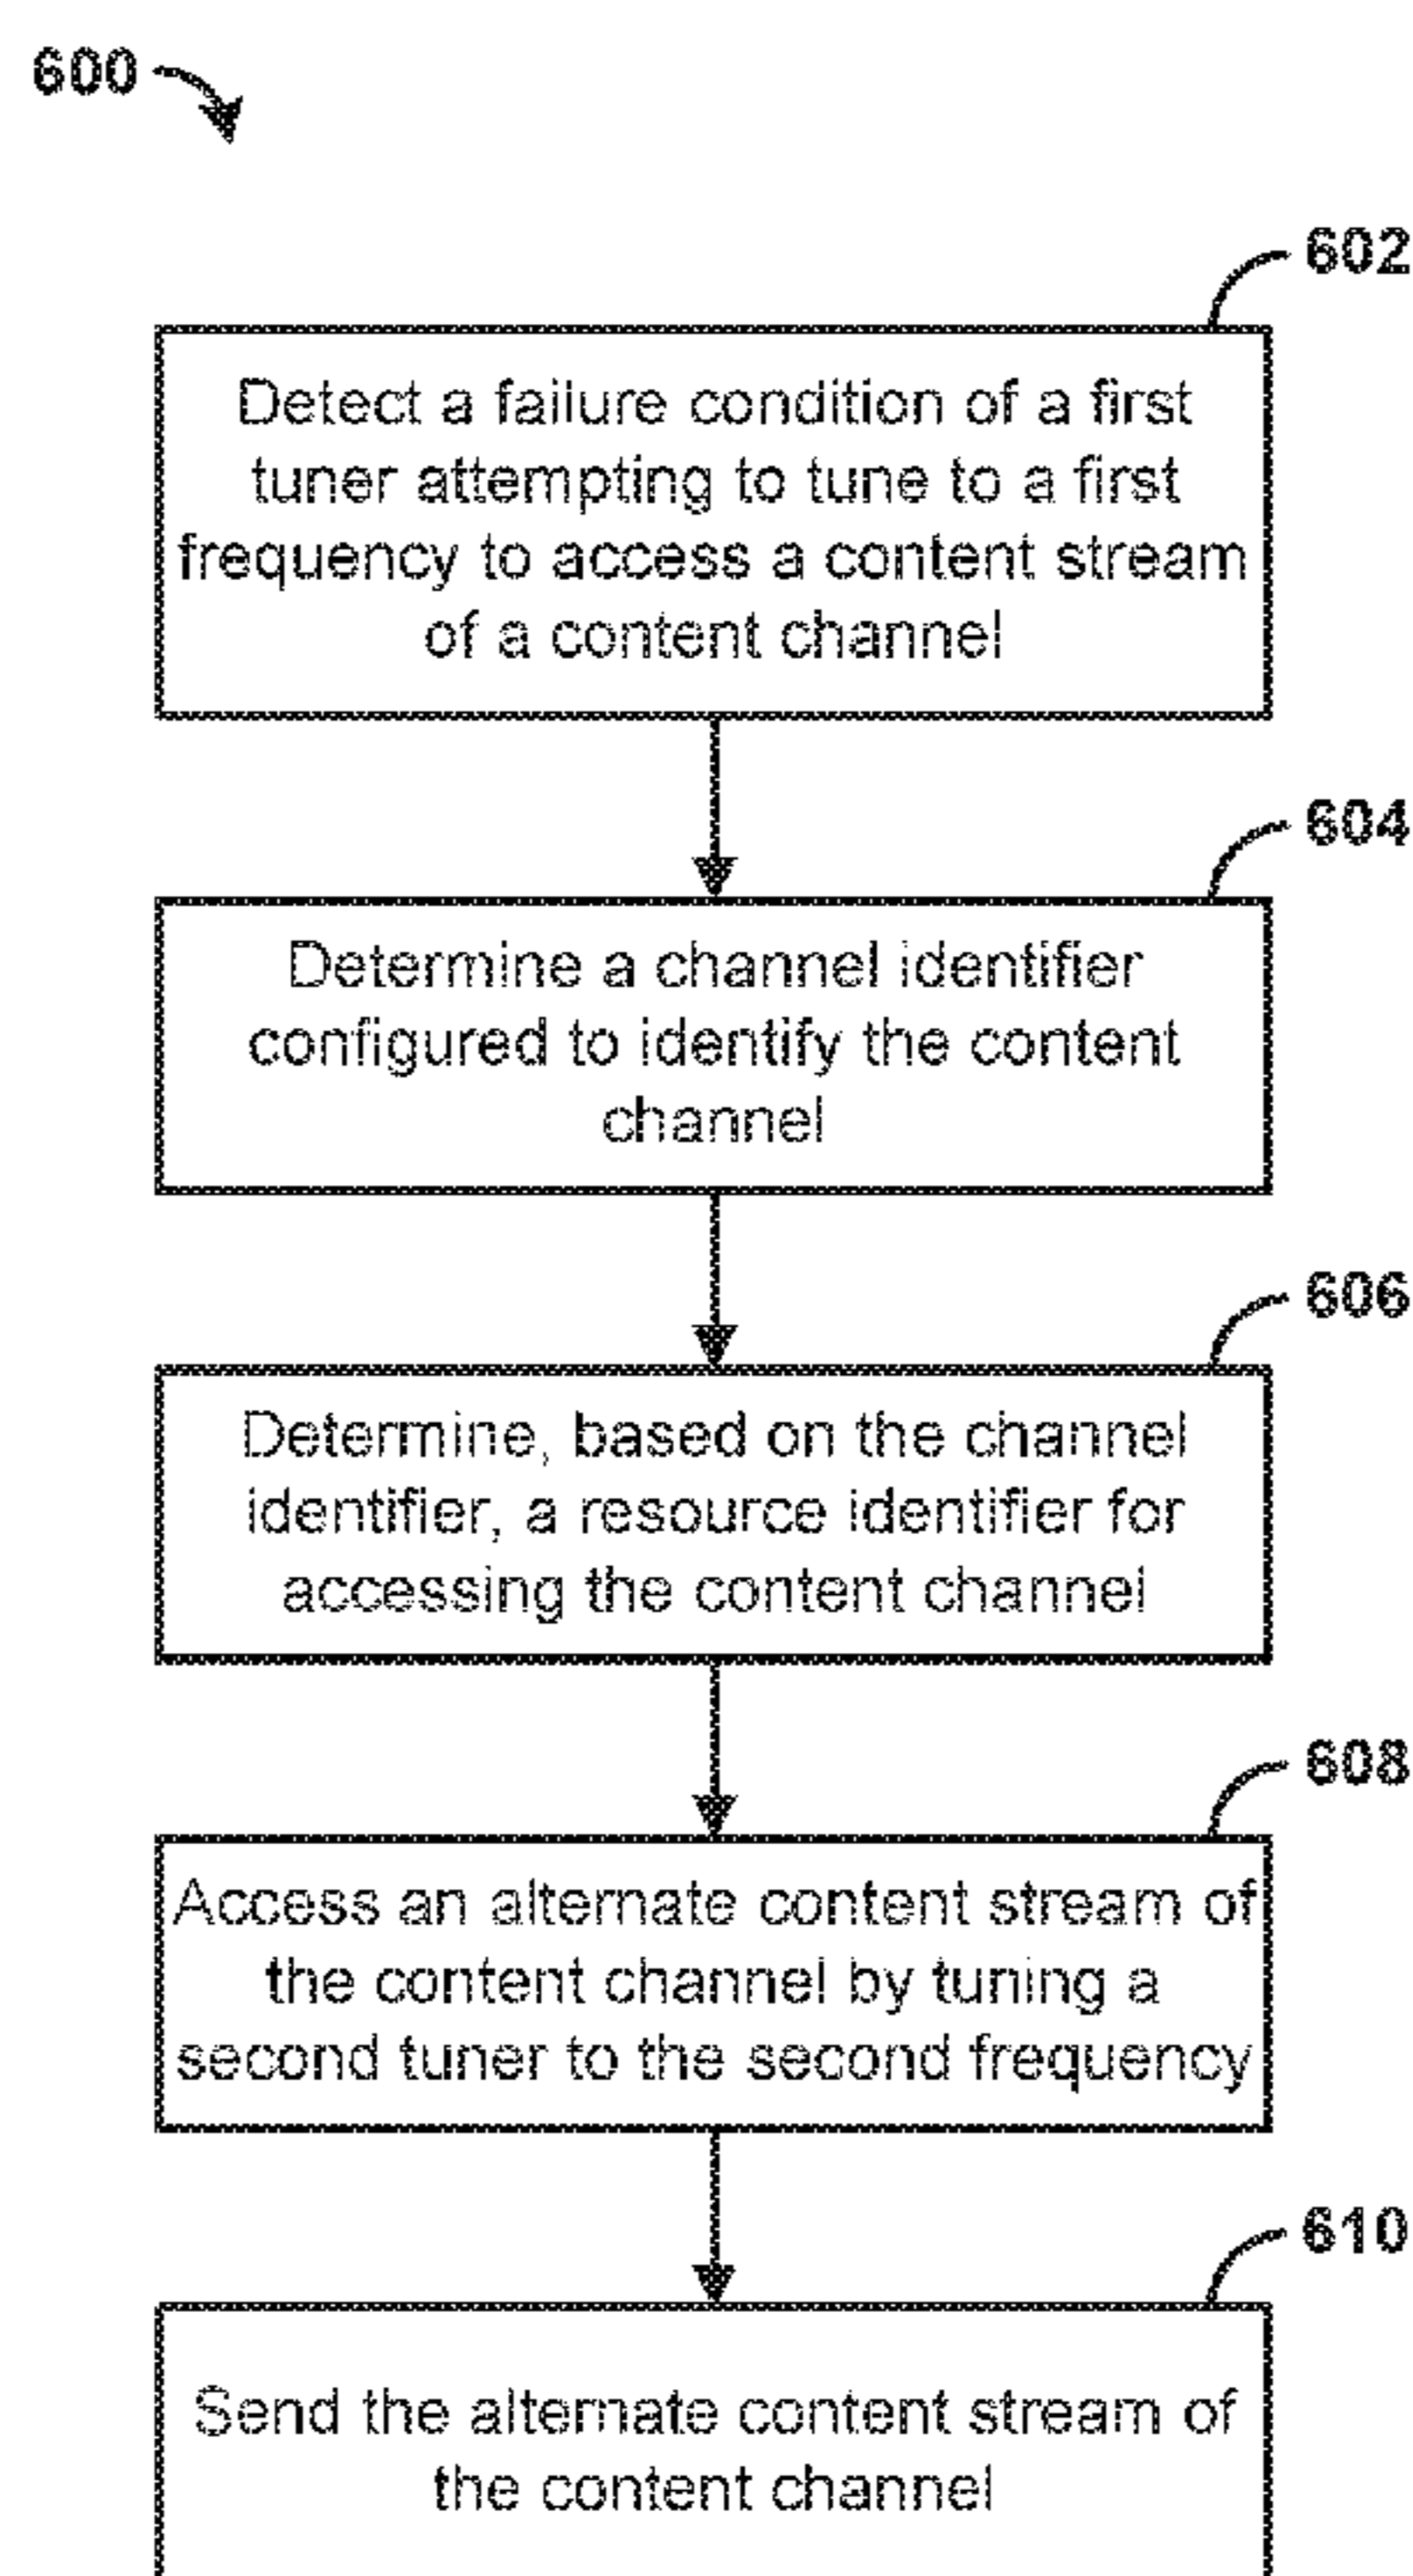 600
602
Detect a failure condition of a first
tuner attempting to tune to a first
frequency to access a content stream
of a content channel
604
Determine a channel identifier
configured to identify the content
channel
606
Determine, based on the channel
identifier, a resource identifier for
accessing the content channel
608
Access an alternate content stream of
the content channel by tuning a
second tuner to the second frequency
610
Send the alternate content stream of
the content channel